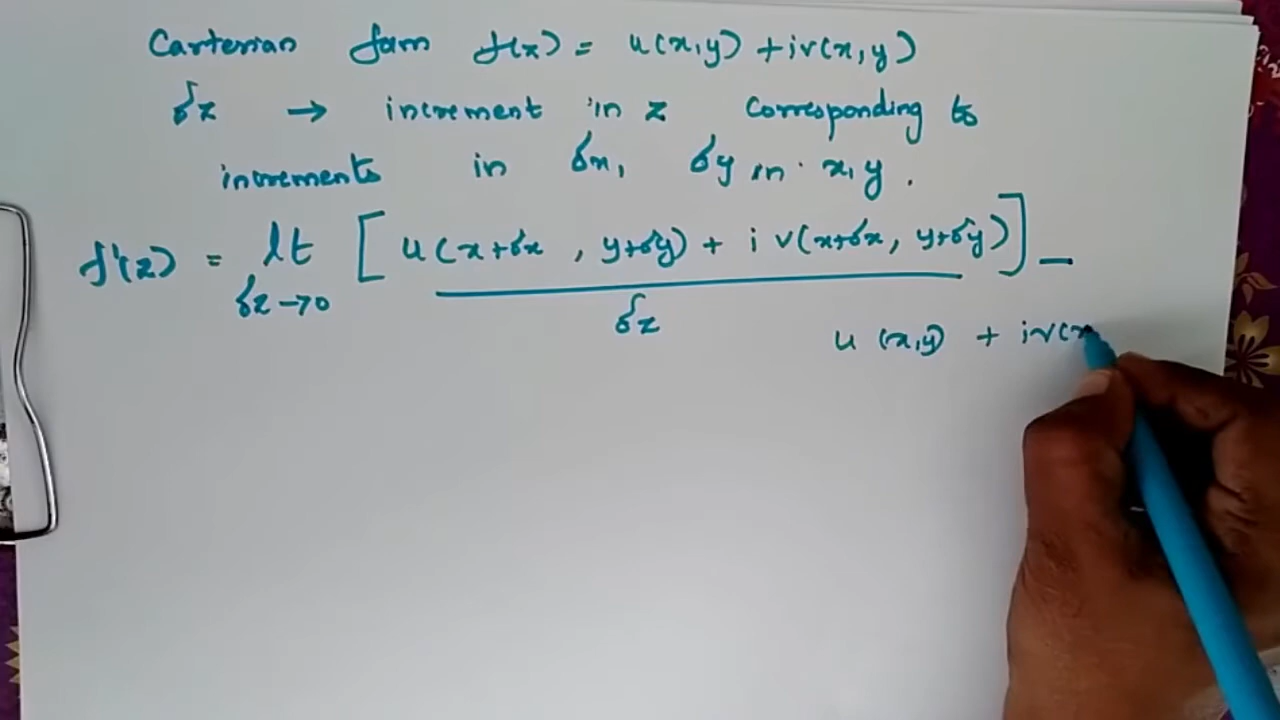 Cartesian form f(z) = u(x,y) + iv(x,y)
δz → increment in z corresponding to
increments in δx, δy in x, y.
f'(z) = lt δz→0 [u(x+δx , y+δy) + i v(x+δx, y+δy)] –
δz
u (x,y) + iv(x